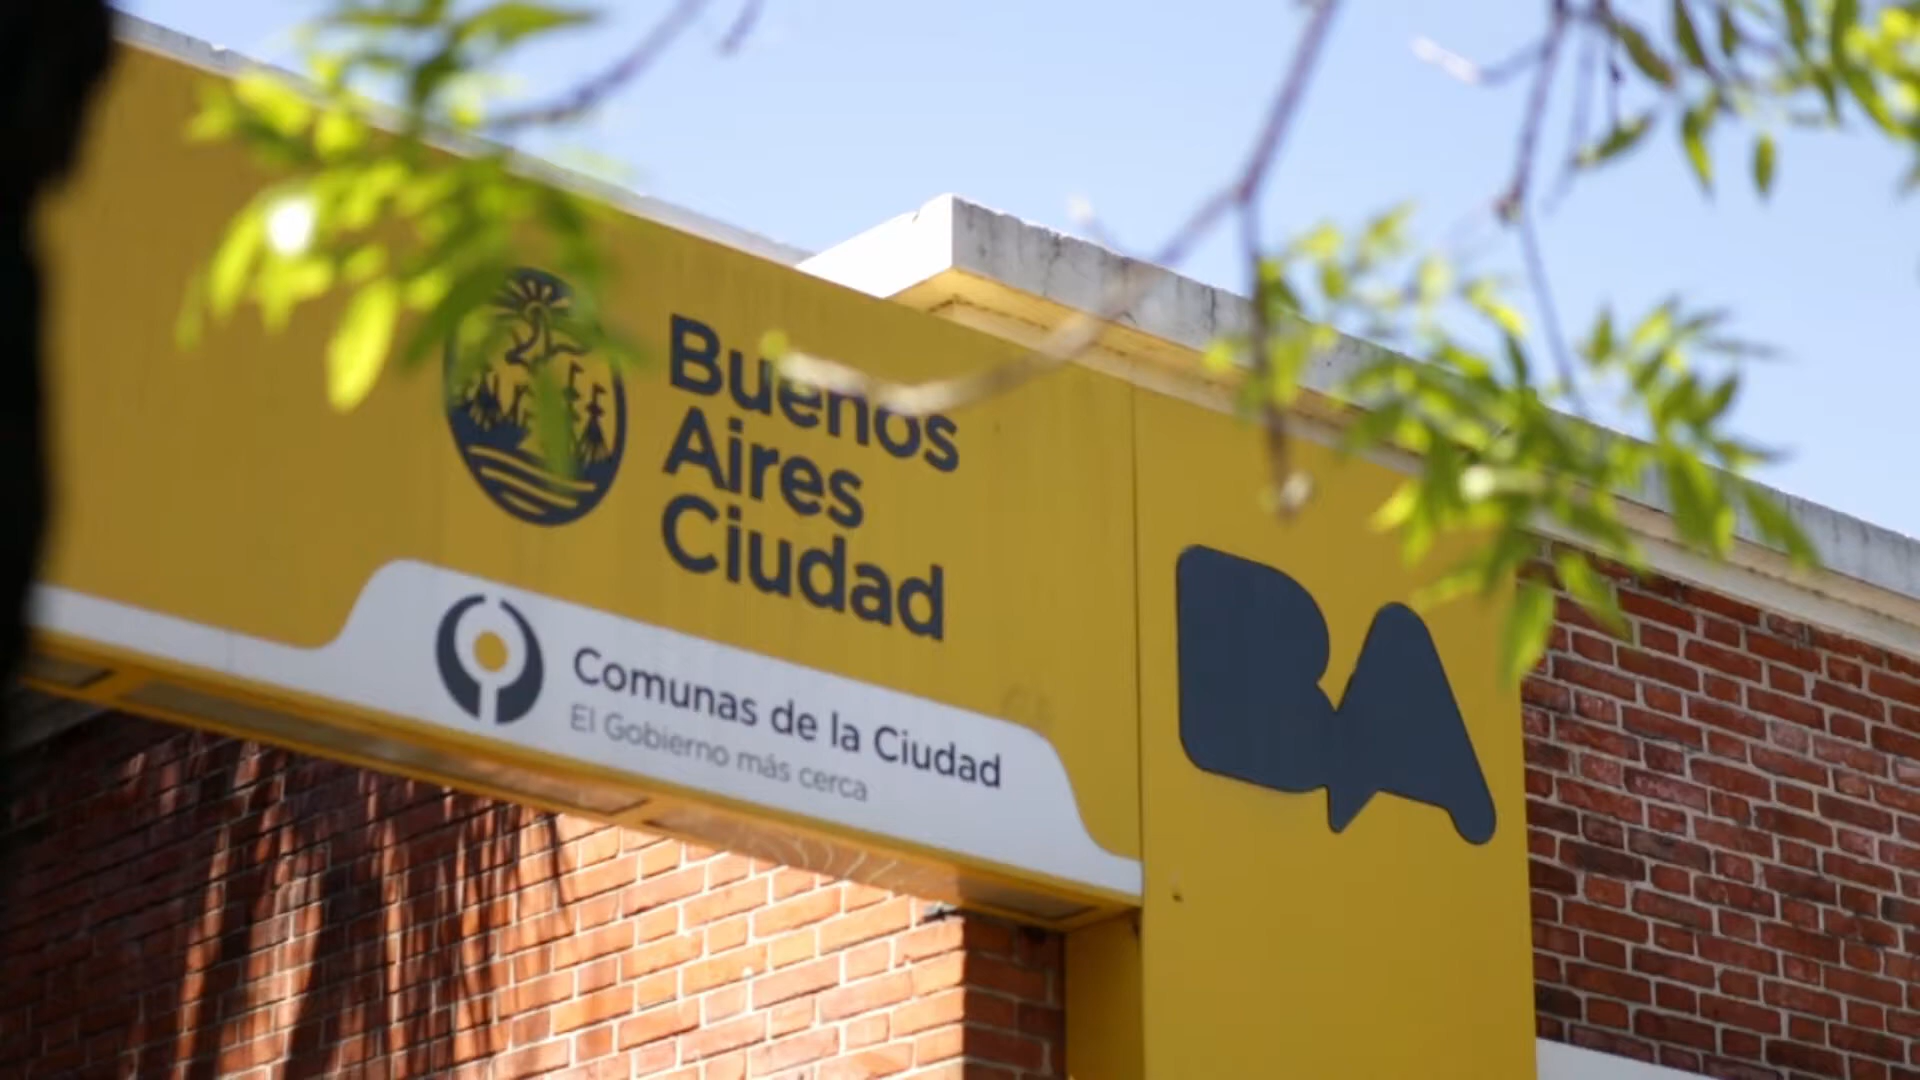 Buenos
Aires
Ciudad
Comunas de la Ciudad
El Gobierno más cerca
BA